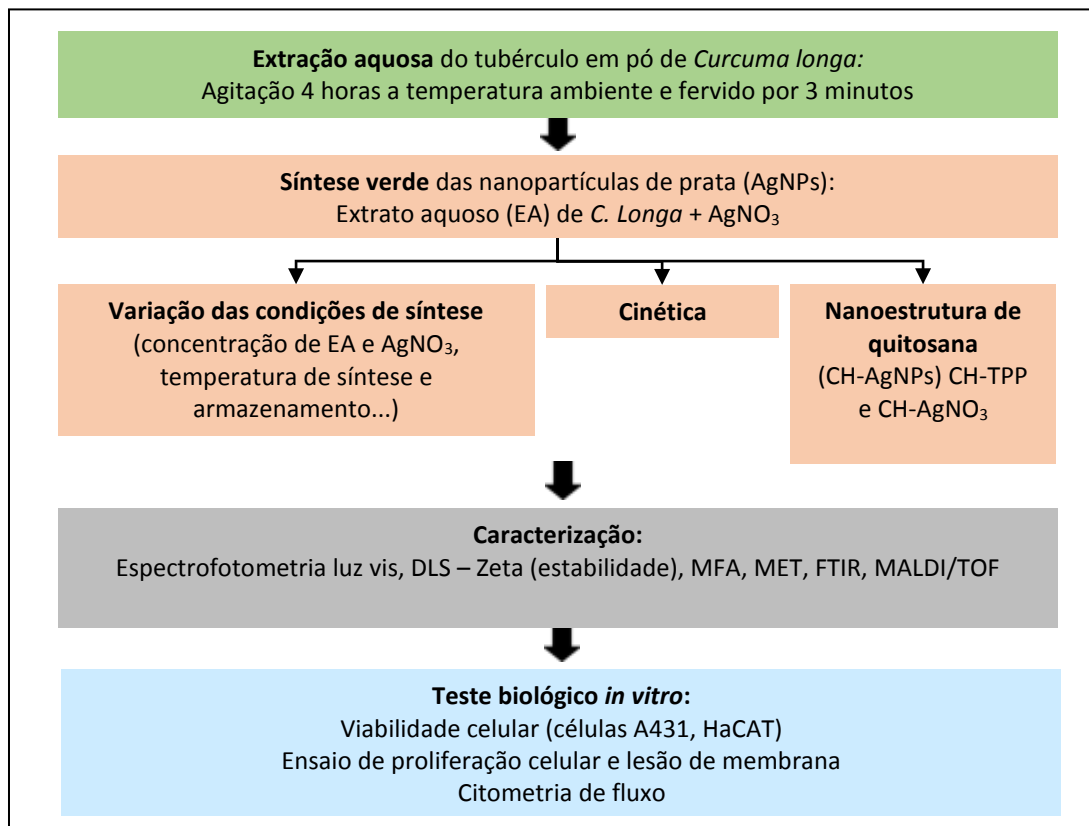 Extração aquosa do tubérculo em pó de Curcuma longa:
Agitação 4 horas a temperatura ambiente e fervido por 3 minutos
Síntese verde das nanopartículas de prata (AgNPs):
Extrato aquoso (EA) de C. Longa + AgNO₃
Variação das condições de síntese
(concentração de EA e AgNO₃,
temperatura de síntese e
armazenamento...)
Cinética
Nanoestrutura de
quitosana
(CH-AgNPs) CH-TPP
e CH-AgNO₃
Caracterização:
Espectrofotometria luz vis, DLS – Zeta (estabilidade), MFA, MET, FTIR, MALDI/TOF
Teste biológico in vitro:
Viabilidade celular (células A431, HaCAT)
Ensaio de proliferação celular e lesão de membrana
Citometria de fluxo